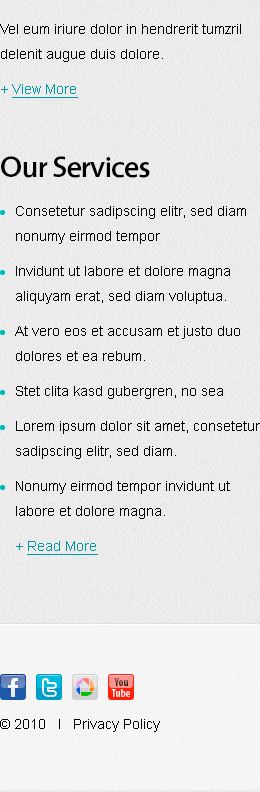 Vel eum iriure dolor in hendrerit tumzril
delenit augue duis dolore.
+ View More
Our Services
Consetetur sadipscing elitr, sed diam
nonumy eirmod tempor
Invidunt ut labore et dolore magna
aliquyam erat, sed diam voluptua.
At vero eos et accusam et justo duo
dolores et ea rebum.
Stet clita kasd gubergren, no sea
Lorem ipsum dolor sit amet, consetetur
sadipscing elitr, sed diam.
Nonumy eirmod tempor invidunt ut
labore et dolore magna.
+ Read More
You
Tube
© 2010 | Privacy Policy